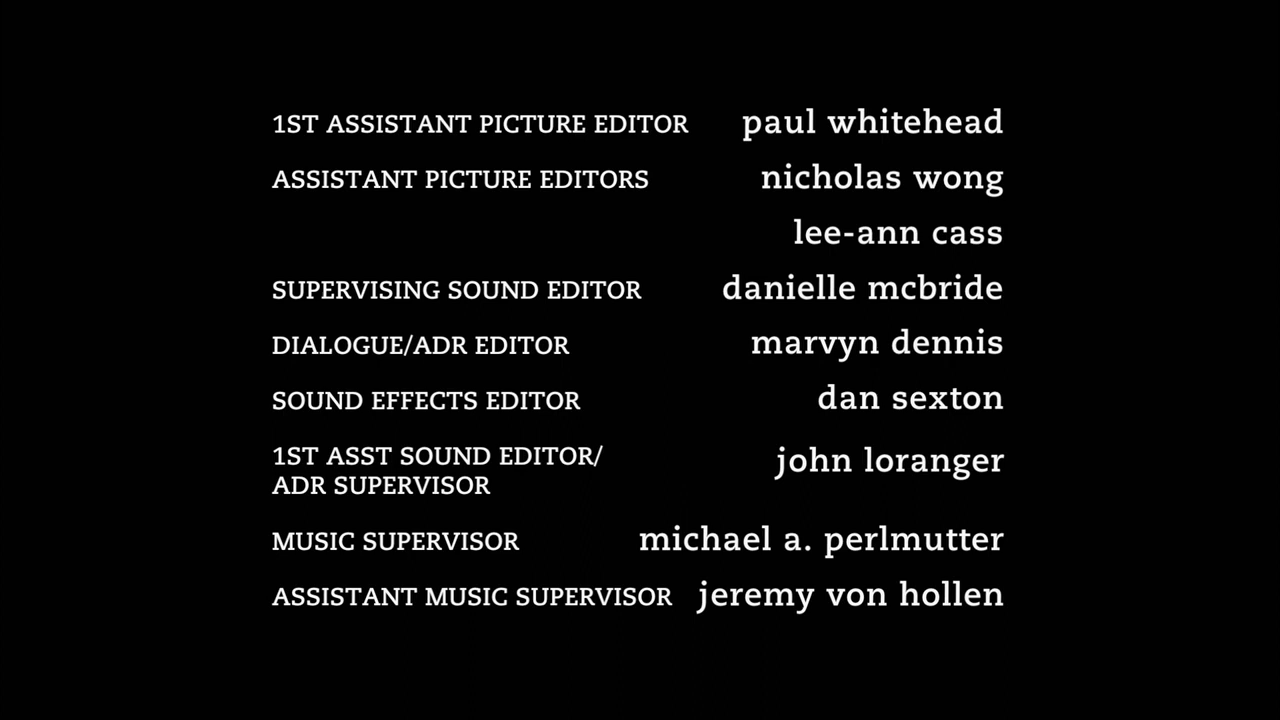 1ST ASSISTANT PICTURE EDITOR paul whitehead
ASSISTANT PICTURE EDITORS nicholas wong
lee-ann cass
SUPERVISING SOUND EDITOR danielle mcbride
DIALOGUE/ADR EDITOR marvyn dennis
SOUND EFFECTS EDITOR dan sexton
1ST ASST SOUND EDITOR/ john loranger
ADR SUPERVISOR
MUSIC SUPERVISOR michael a. perlmutter
ASSISTANT MUSIC SUPERVISOR jeremy von hollen